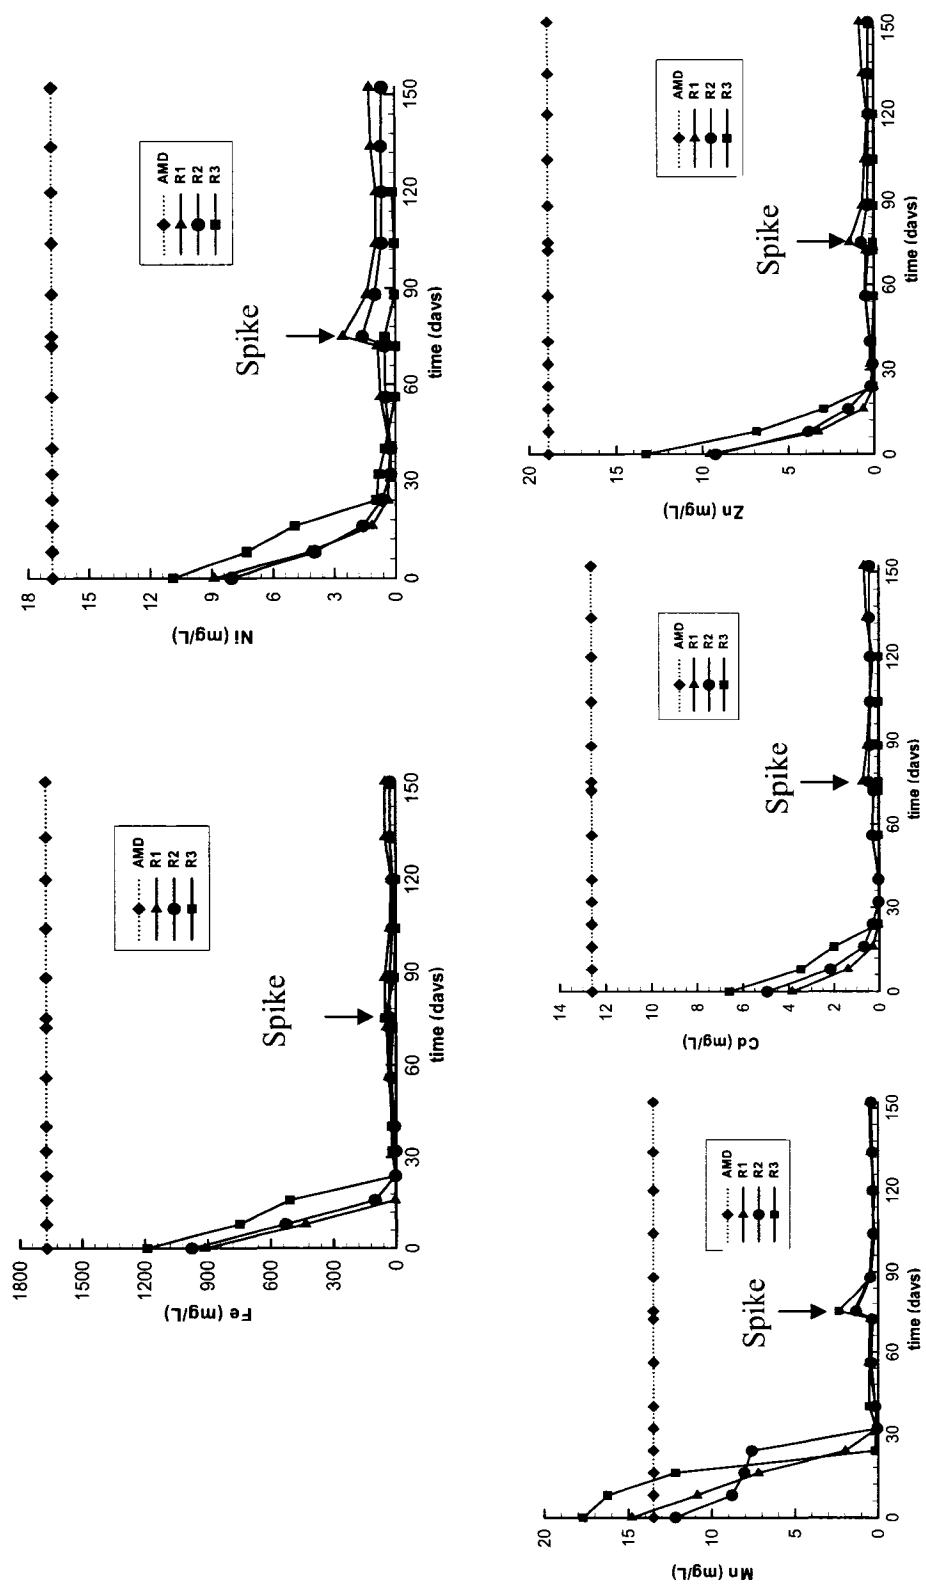 Fe (mg/L)
1800
1500
1200
900
600
300
0
AMD
R1
R2
R3
Spike
0 30 60 90 120 150
time (days)
Ni (mg/L)
18
15
12
9
6
3
0
AMD
R1
R2
R3
Spike
0 30 60 90 120 150
time (days)
Mn (mg/L)
20
15
10
5
0
AMD
R1
R2
R3
Spike
0 30 60 90 120 150
time (days)
Cd (mg/L)
14
12
10
8
6
4
2
0
AMD
R1
R2
R3
Spike
0 30 60 90 120 150
time (days)
Zn (mg/L)
20
15
10
5
0
AMD
R1
R2
R3
Spike
0 30 60 90 120 150
time (days)